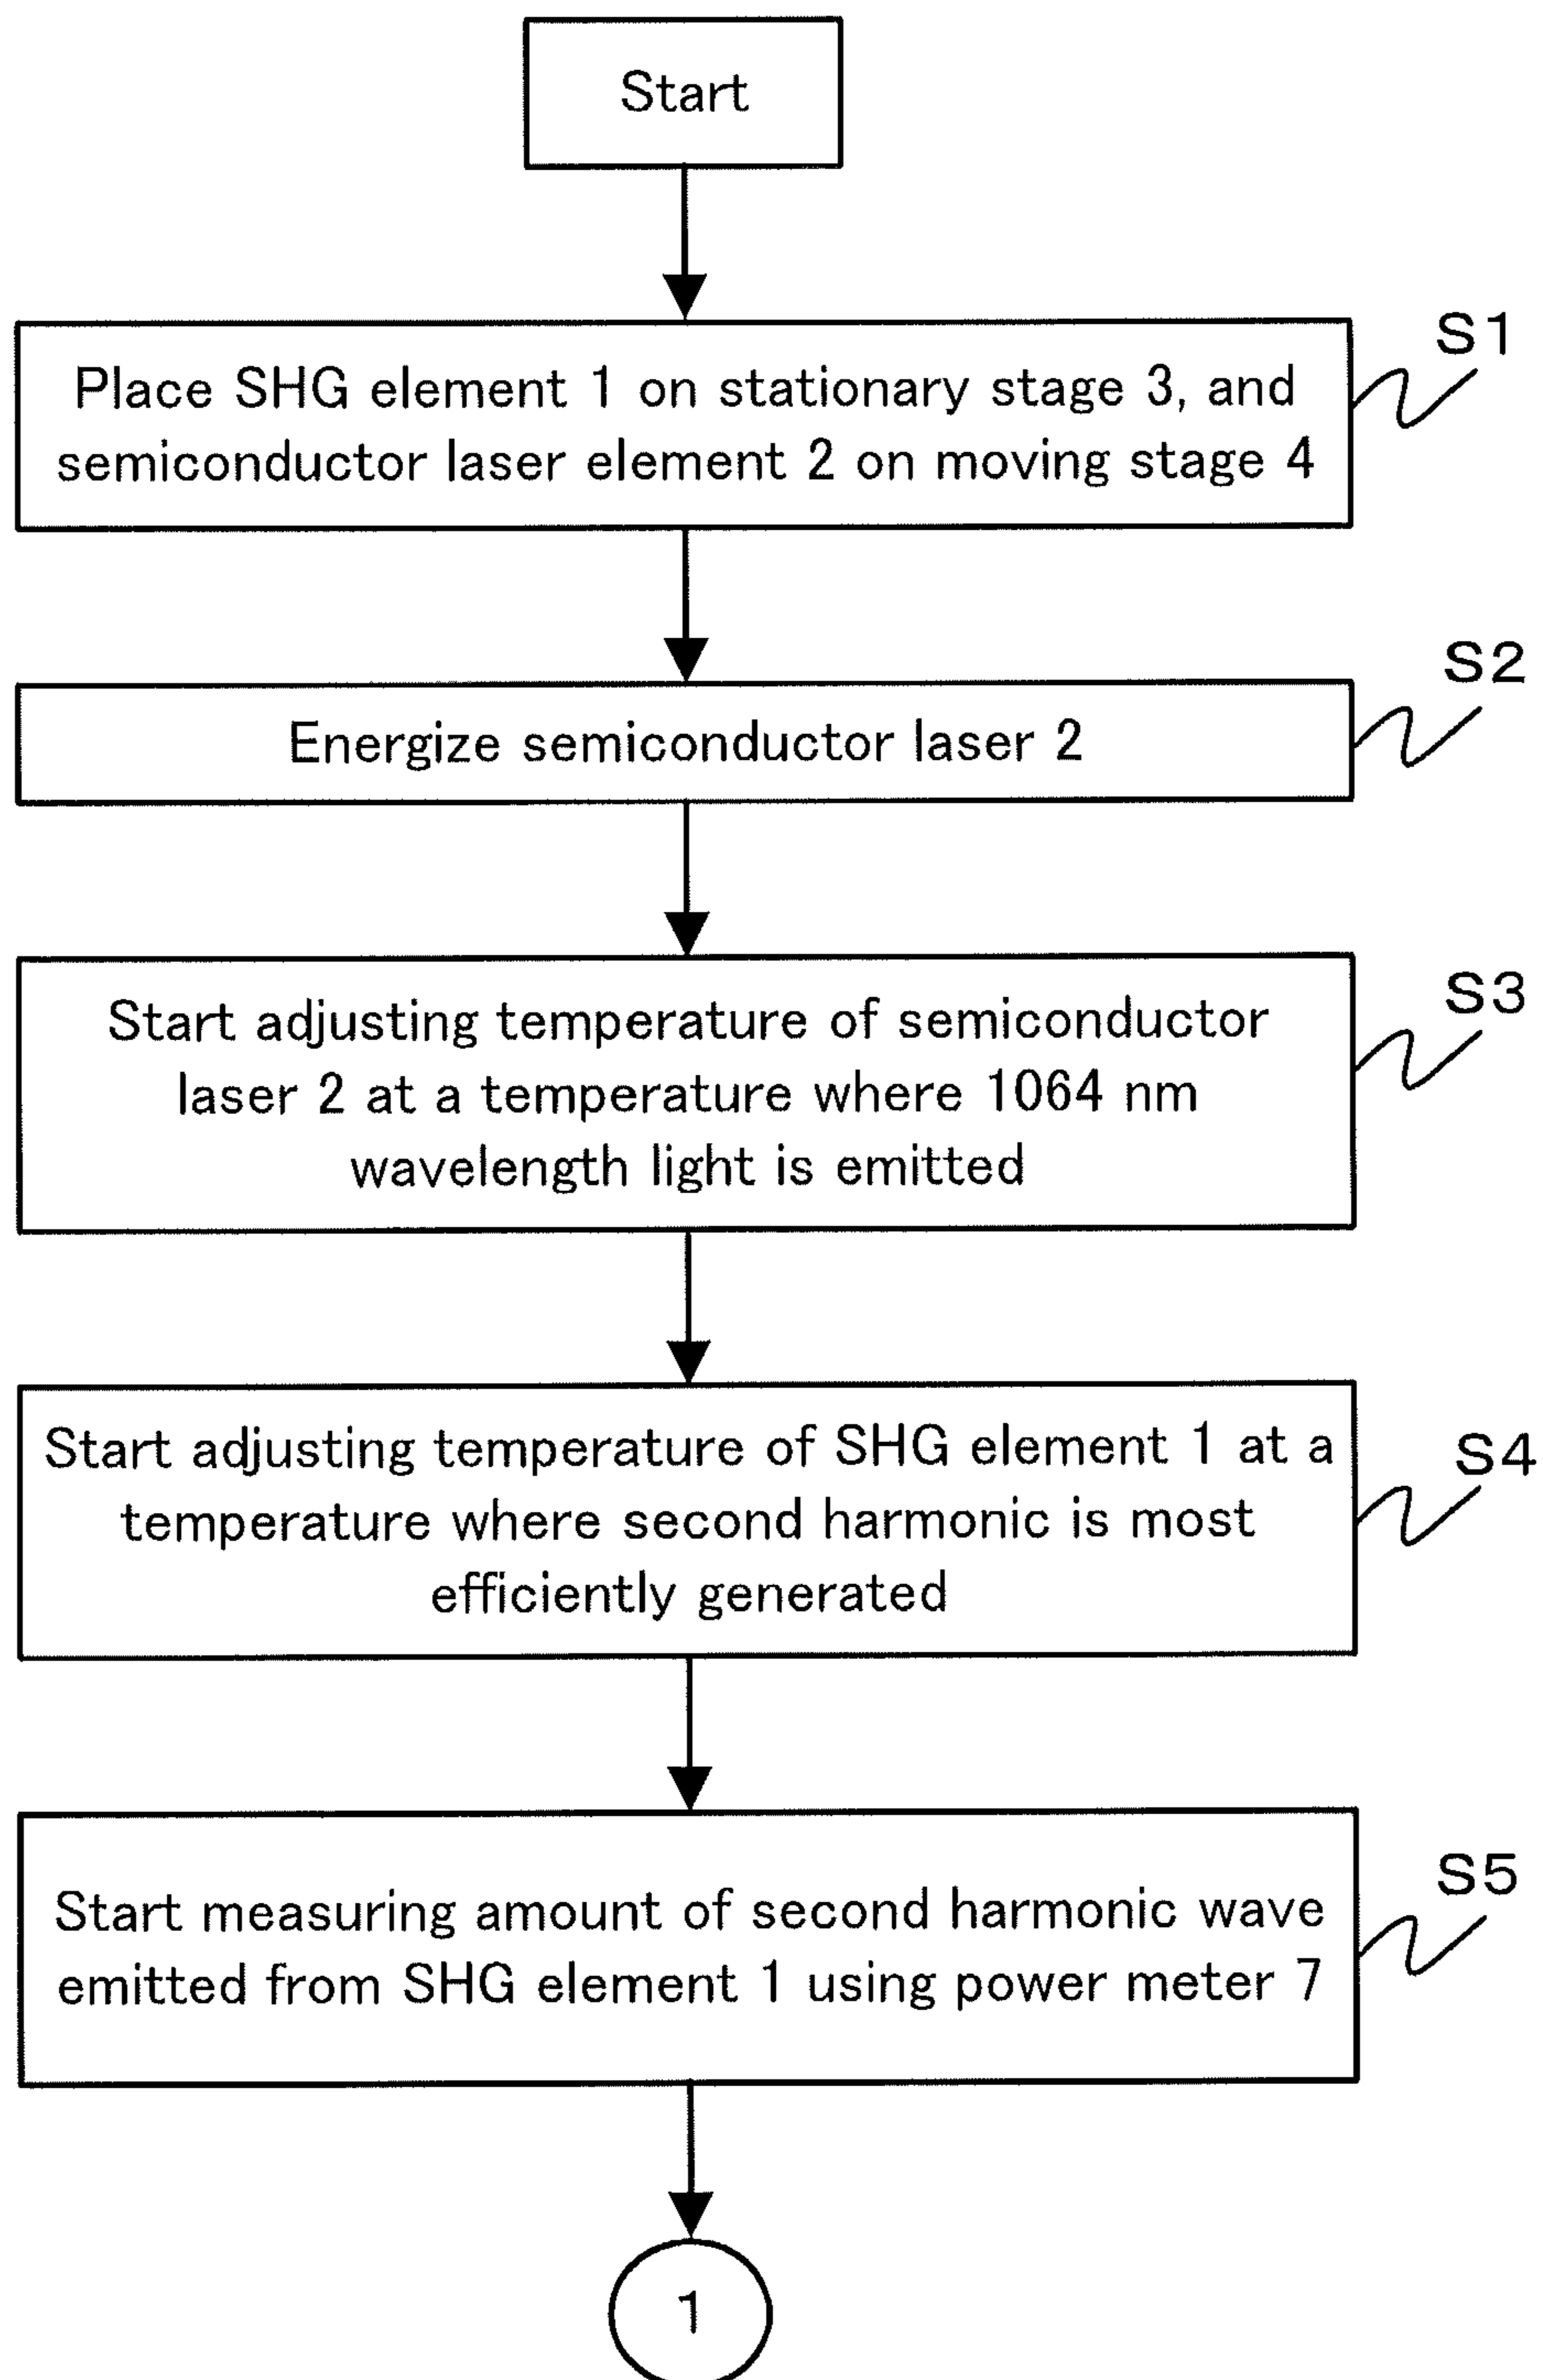 Start
S1
Place SHG element 1 on stationary stage 3, and
semiconductor laser element 2 on moving stage 4
S2
Energize semiconductor laser 2
S3
Start adjusting temperature of semiconductor
laser 2 at a temperature where 1064 nm
wavelength light is emitted
S4
Start adjusting temperature of SHG element 1 at a
temperature where second harmonic is most
efficiently generated
S5
Start measuring amount of second harmonic wave
emitted from SHG element 1 using power meter 7
1